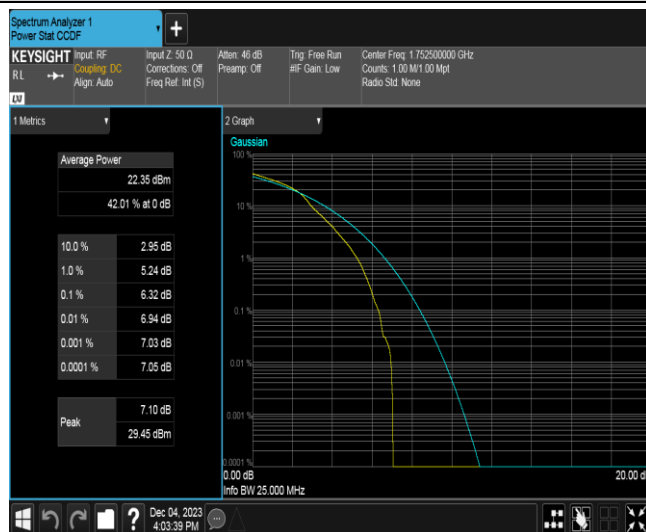 Spectrum Analyzer 1
Power Stat CCDF
KEYSIGHT
RL
LXI
Input: RF
Coupling: DC
Align: Auto
Input Z: 50 Ω
Corrections: Off
Freq Ref: Int (S)
Atten: 46 dB
Preamp: Off
Trig: Free Run
#IF Gain: Low
Center Freq: 1.752500000 GHz
Counts: 1.00 M/1.00 Mpt
Radio Std: None
1 Metrics
Average Power
22.35 dBm
42.01 % at 0 dB
10.0 % 2.95 dB
1.0 % 5.24 dB
0.1 % 6.32 dB
0.01 % 6.94 dB
0.001 % 7.03 dB
0.0001 % 7.05 dB
Peak
7.10 dB
29.45 dBm
2 Graph
Gaussian
100 %
10 %
1 %
0.1 %
0.01 %
0.001 %
0.0001 %
0.00 dB
20.00 d
Info BW 25.000 MHz
?
Dec 04, 2023
4:03:39 PM